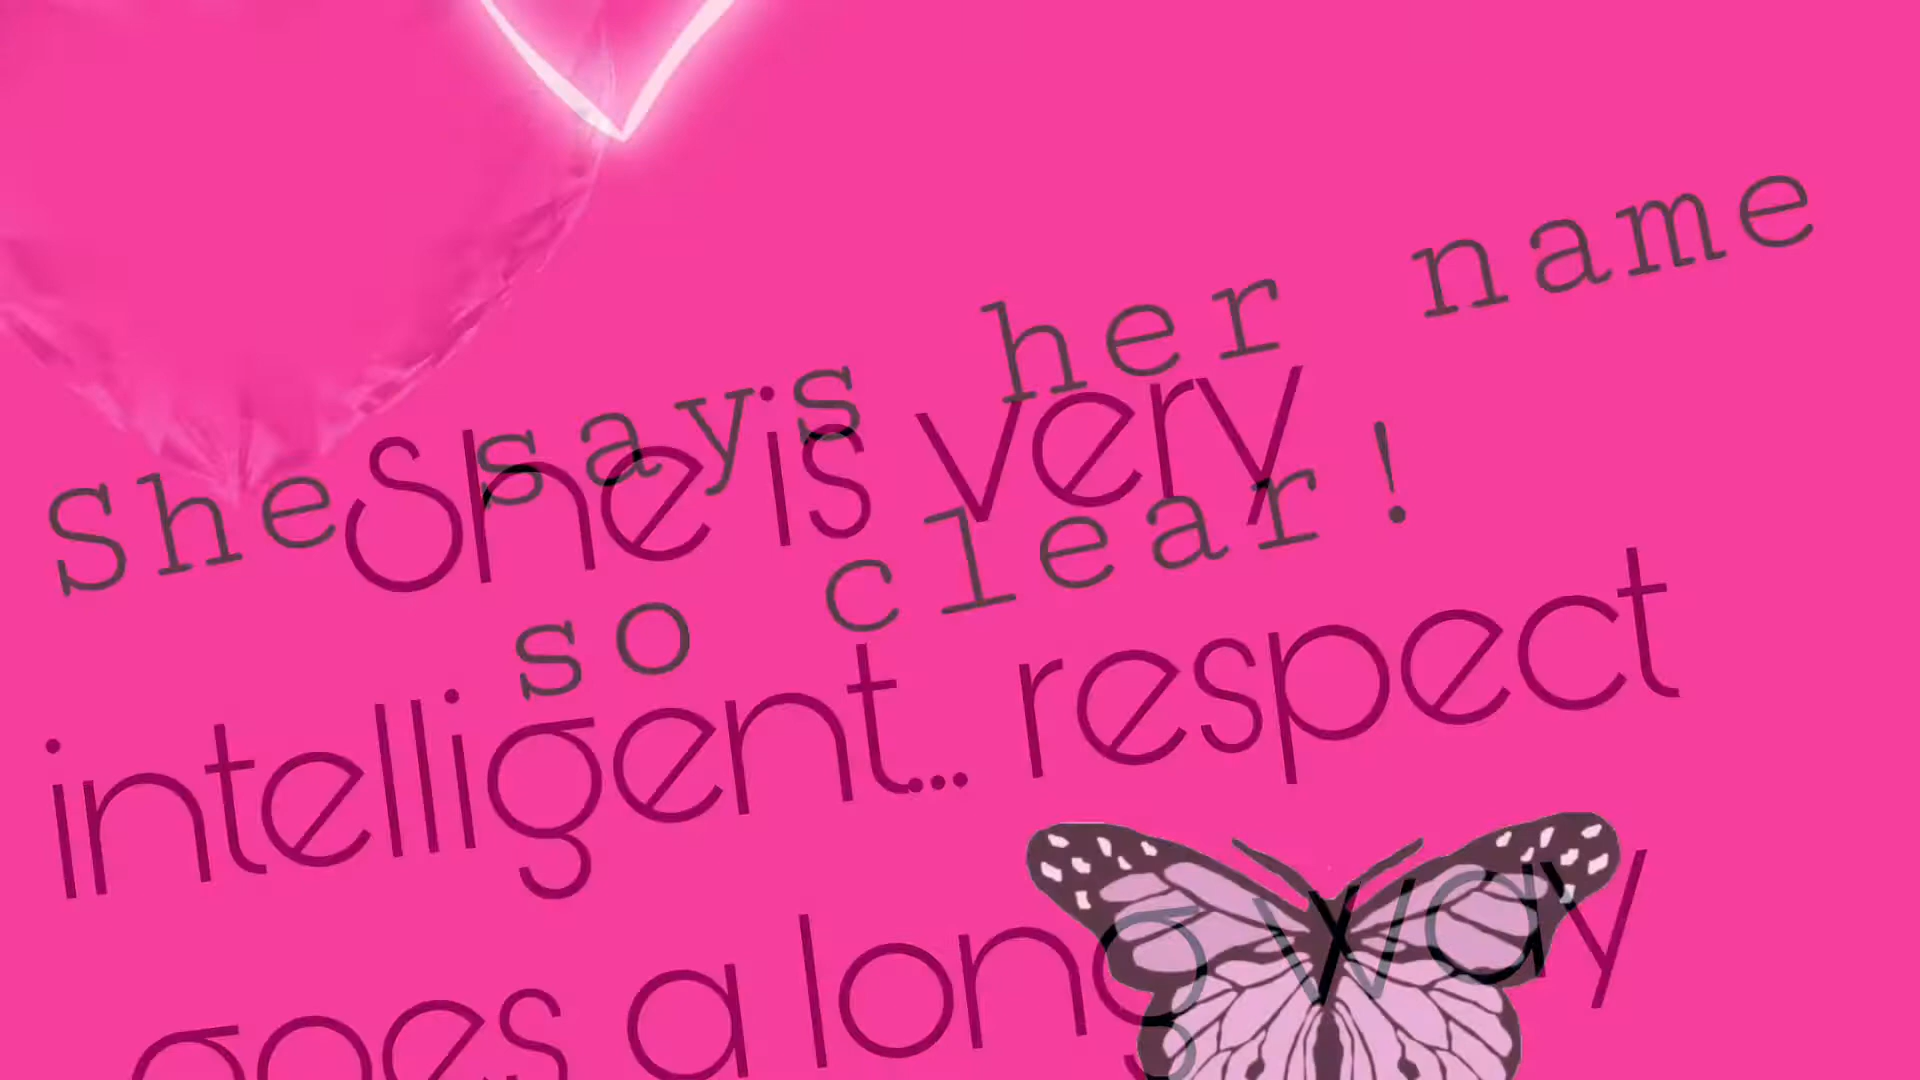 She says her name
so clear!
She is very
intelligent... respect
goes a long way